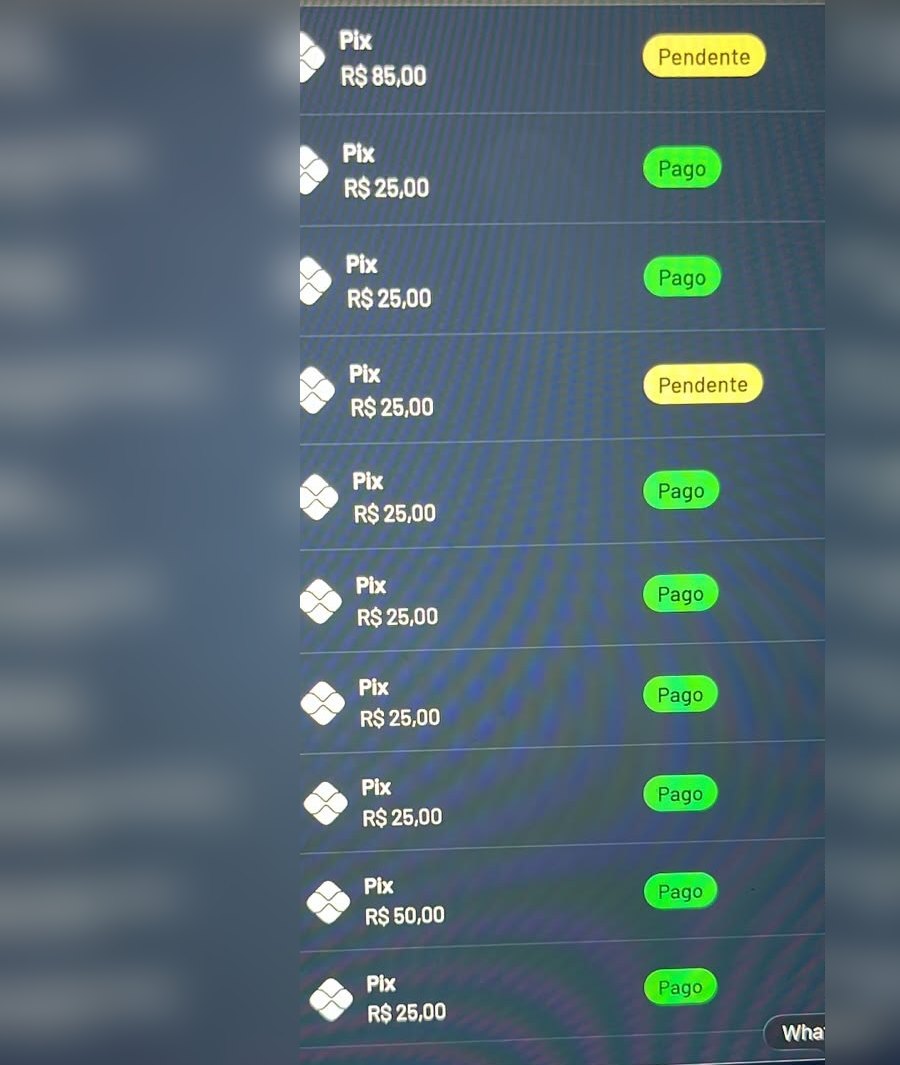 Pix
R$ 85,00
Pendente
Pix
R$ 25,00
Pago
Pix
R$ 25,00
Pago
Pix
R$ 25,00
Pendente
Pix
R$ 25,00
Pago
Pix
R$ 25,00
Pago
Pix
R$ 25,00
Pago
Pix
R$ 25,00
Pago
Pix
R$ 50,00
Pago
Pix
R$ 25,00
Pago